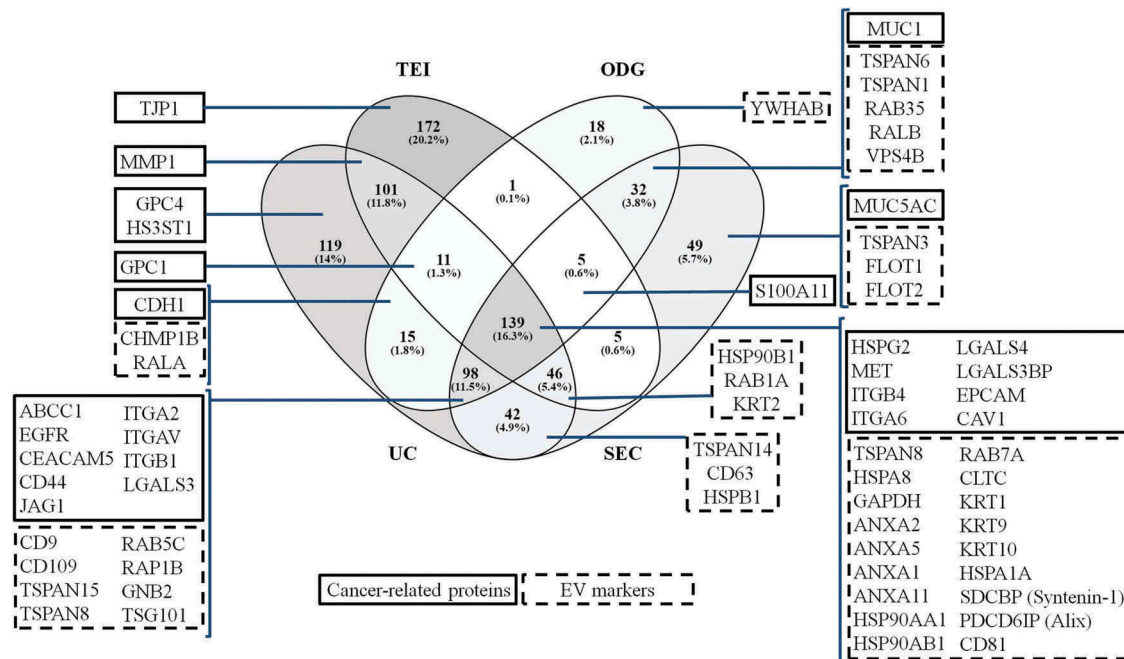 TEI
ODG
UC
SEC
172
(20.2%)
18
(2.1%)
1
(0.1%)
101
(11.8%)
32
(3.8%)
119
(14%)
11
(1.3%)
5
(0.6%)
49
(5.7%)
15
(1.8%)
139
(16.3%)
5
(0.6%)
98
(11.5%)
46
(5.4%)
42
(4.9%)
TJP1
MMP1
GPC4
HS3ST1
GPC1
CDH1
CHMP1B
RALA
ABCC1 ITGA2
EGFR ITGAV
CEACAM5 ITGB1
CD44 LGALS3
JAG1
CD9 RAB5C
CD109 RAP1B
TSPAN15 GNB2
TSPAN8 TSG101
YWHAB
MUC1
TSPAN6
TSPAN1
RAB35
RALB
VPS4B
MUC5AC
TSPAN3
FLOT1
FLOT2
S100A11
HSP90B1
RAB1A
KRT2
TSPAN14
CD63
HSPB1
HSPG2 LGALS4
MET LGALS3BP
ITGB4 EPCAM
ITGA6 CAV1
TSPAN8 RAB7A
HSPA8 CLTC
GAPDH KRT1
ANXA2 KRT9
ANXA5 KRT10
ANXA1 HSPA1A
ANXA11 SDCBP (Syntenin-1)
HSP90AA1 PDCD6IP (Alix)
HSP90AB1 CD81
Cancer-related proteins
EV markers